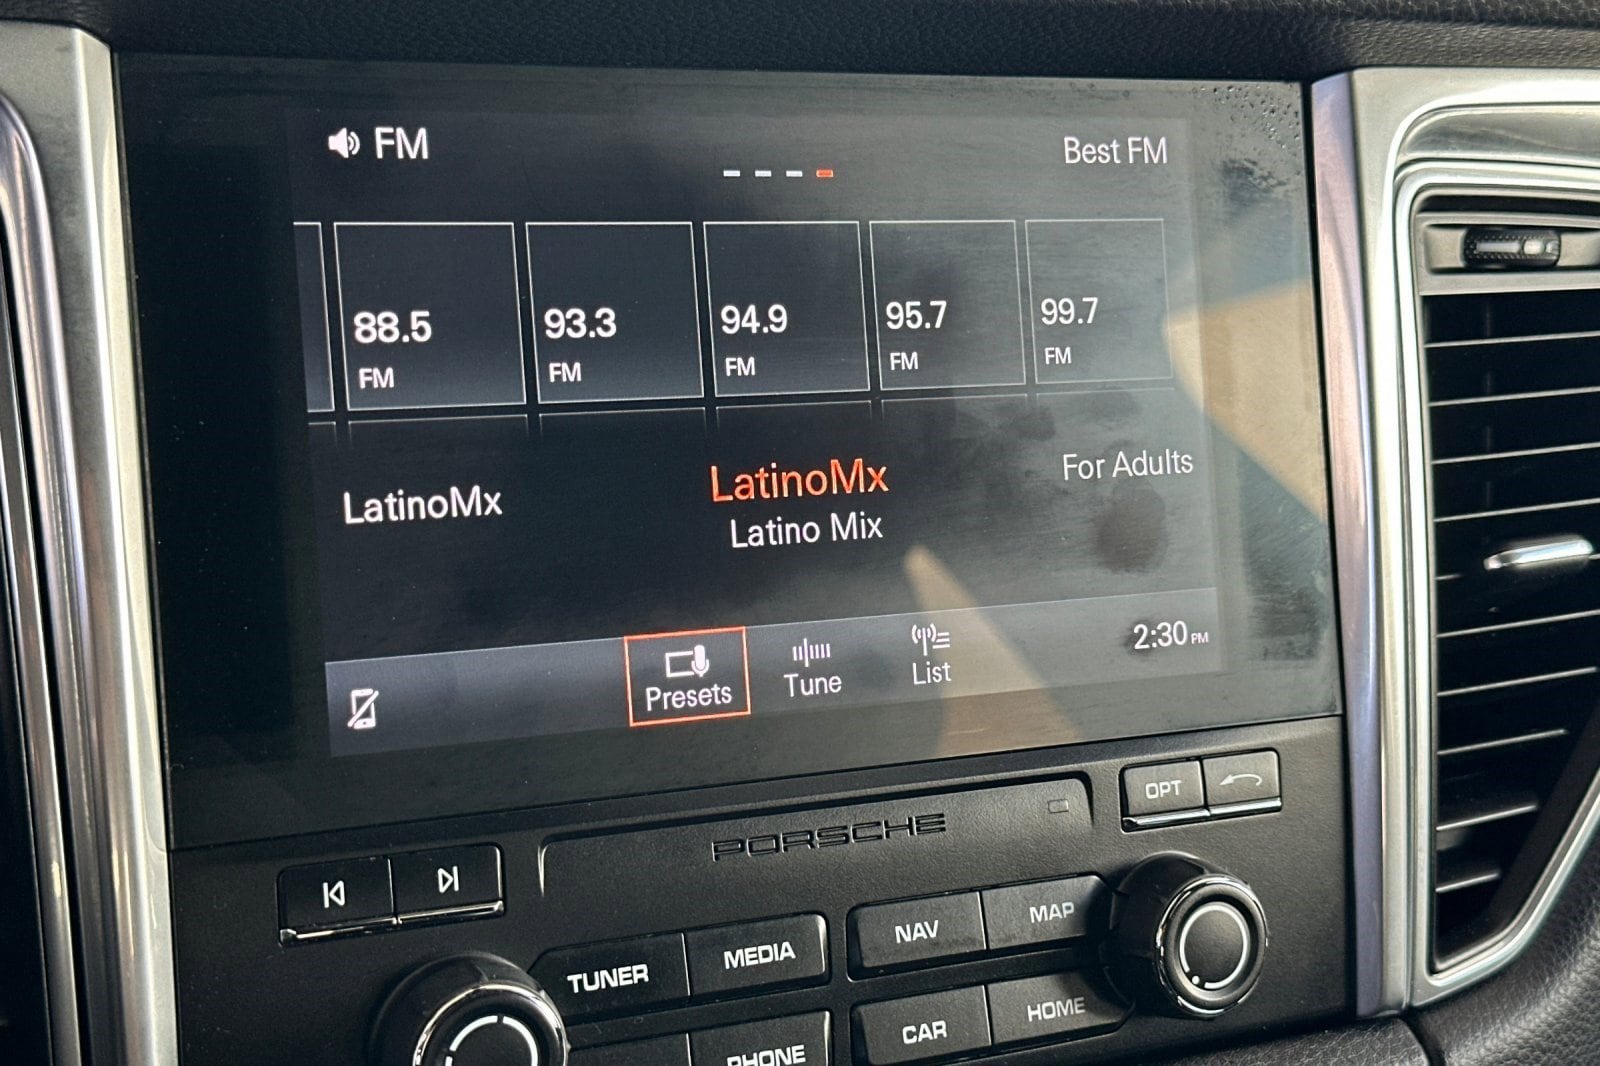 FM
Best FM
88.5
FM
93.3
FM
94.9
FM
95.7
FM
99.7
FM
LatinoMx
LatinoMx
Latino Mix
For Adults
Presets
Tune
List
2:30 PM
PORSCHE
OPT
TUNER
MEDIA
NAV
MAP
PHONE
CAR
HOME